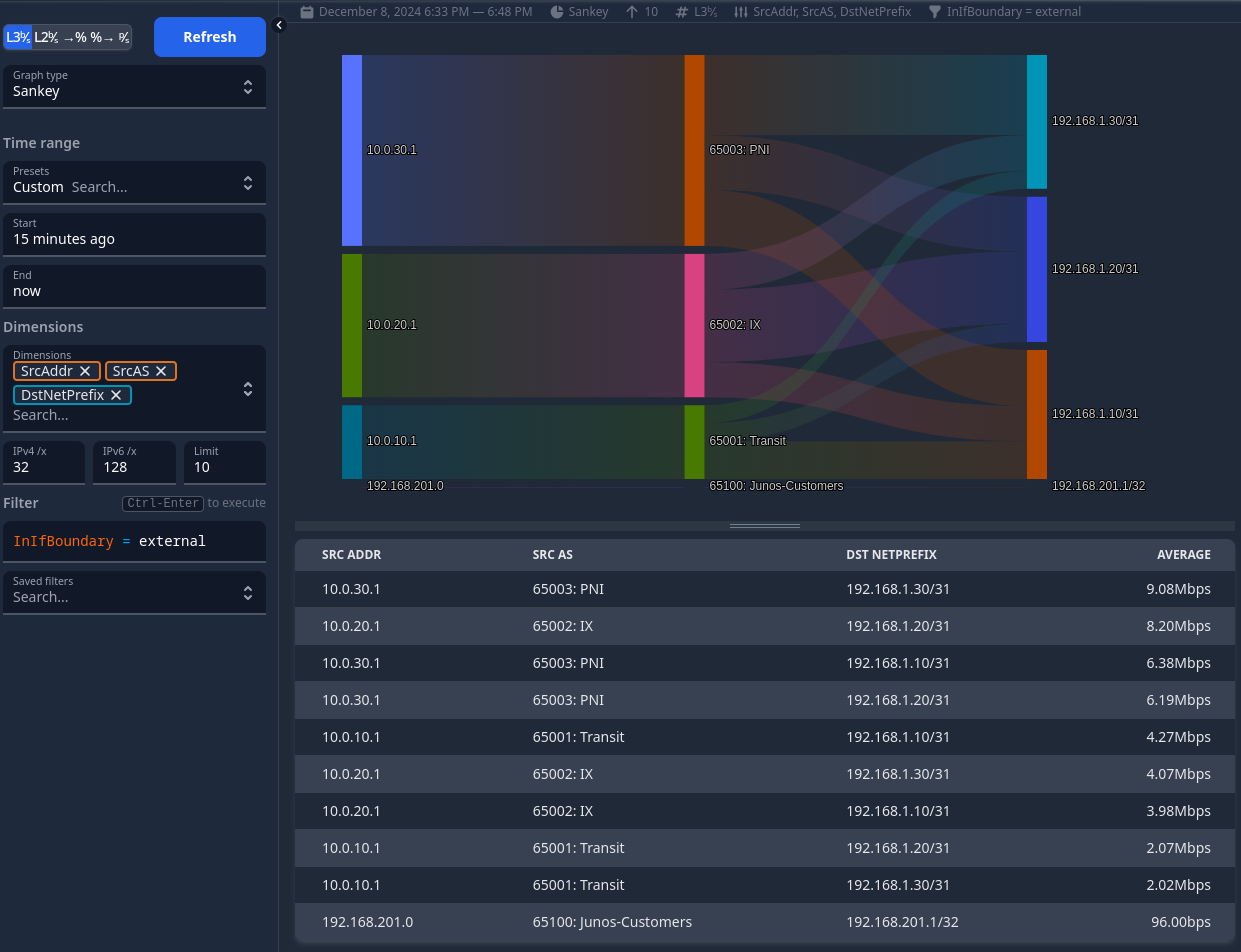 December 8, 2024 6:33 PM — 6:48 PM Sankey 10 L3ᵇ⁄ₛ SrcAddr, SrcAS, DstNetPrefix InIfBoundary = external
L3ᵇ⁄ₛ L2ᵇ⁄ₛ →% %→ ᵖ⁄ₛ Refresh
Graph type
Sankey
Time range
Presets
Custom Search...
Start
15 minutes ago
End
now
Dimensions
Dimensions
SrcAddr SrcAS
DstNetPrefix
Search...
IPv4 /x IPv6 /x Limit
32 128 10
Filter Ctrl-Enter to execute
InIfBoundary = external
Saved filters
Search...
10.0.30.1
10.0.20.1
10.0.10.1
192.168.201.0
65003: PNI
65002: IX
65001: Transit
65100: Junos-Customers
192.168.1.30/31
192.168.1.20/31
192.168.1.10/31
192.168.201.1/32
SRC ADDR SRC AS DST NETPREFIX AVERAGE
10.0.30.1 65003: PNI 192.168.1.30/31 9.08Mbps
10.0.20.1 65002: IX 192.168.1.20/31 8.20Mbps
10.0.30.1 65003: PNI 192.168.1.10/31 6.38Mbps
10.0.30.1 65003: PNI 192.168.1.20/31 6.19Mbps
10.0.10.1 65001: Transit 192.168.1.10/31 4.27Mbps
10.0.20.1 65002: IX 192.168.1.30/31 4.07Mbps
10.0.20.1 65002: IX 192.168.1.10/31 3.98Mbps
10.0.10.1 65001: Transit 192.168.1.20/31 2.07Mbps
10.0.10.1 65001: Transit 192.168.1.30/31 2.02Mbps
192.168.201.0 65100: Junos-Customers 192.168.201.1/32 96.00bps